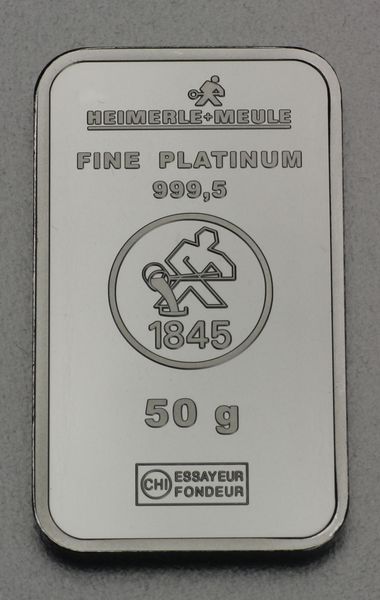 HEIMERLE+MEULE
FINE PLATINUM
999,5
1845
50 g
CHI ESSAYEUR
FONDEUR